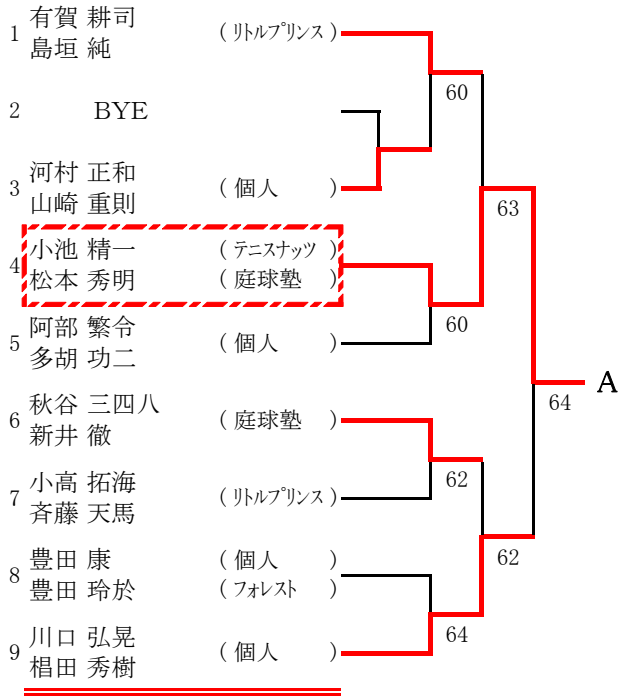 1 有賀 耕司 (リトルプリンス)
島垣 純
60
2 BYE
3 河村 正和 (個人)
山崎 重則
63
4 小池 精一 (テニスナッツ)
松本 秀明 (庭球塾)
60
5 阿部 繁令 (個人)
多胡 功二
64 A
6 秋谷 三四八 (庭球塾)
新井 徹
62
7 小高 拓海 (リトルプリンス)
斉藤 天馬
62
8 豊田 康 (個人)
豊田 玲於 (フォレスト)
64
9 川口 弘晃 (個人)
椙田 秀樹